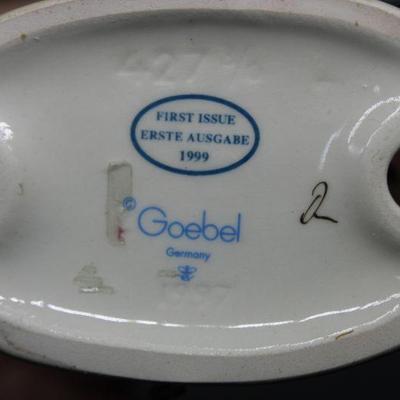 FIRST ISSUE
ERSTE AUSGABE
1999
© Goebel
Germany